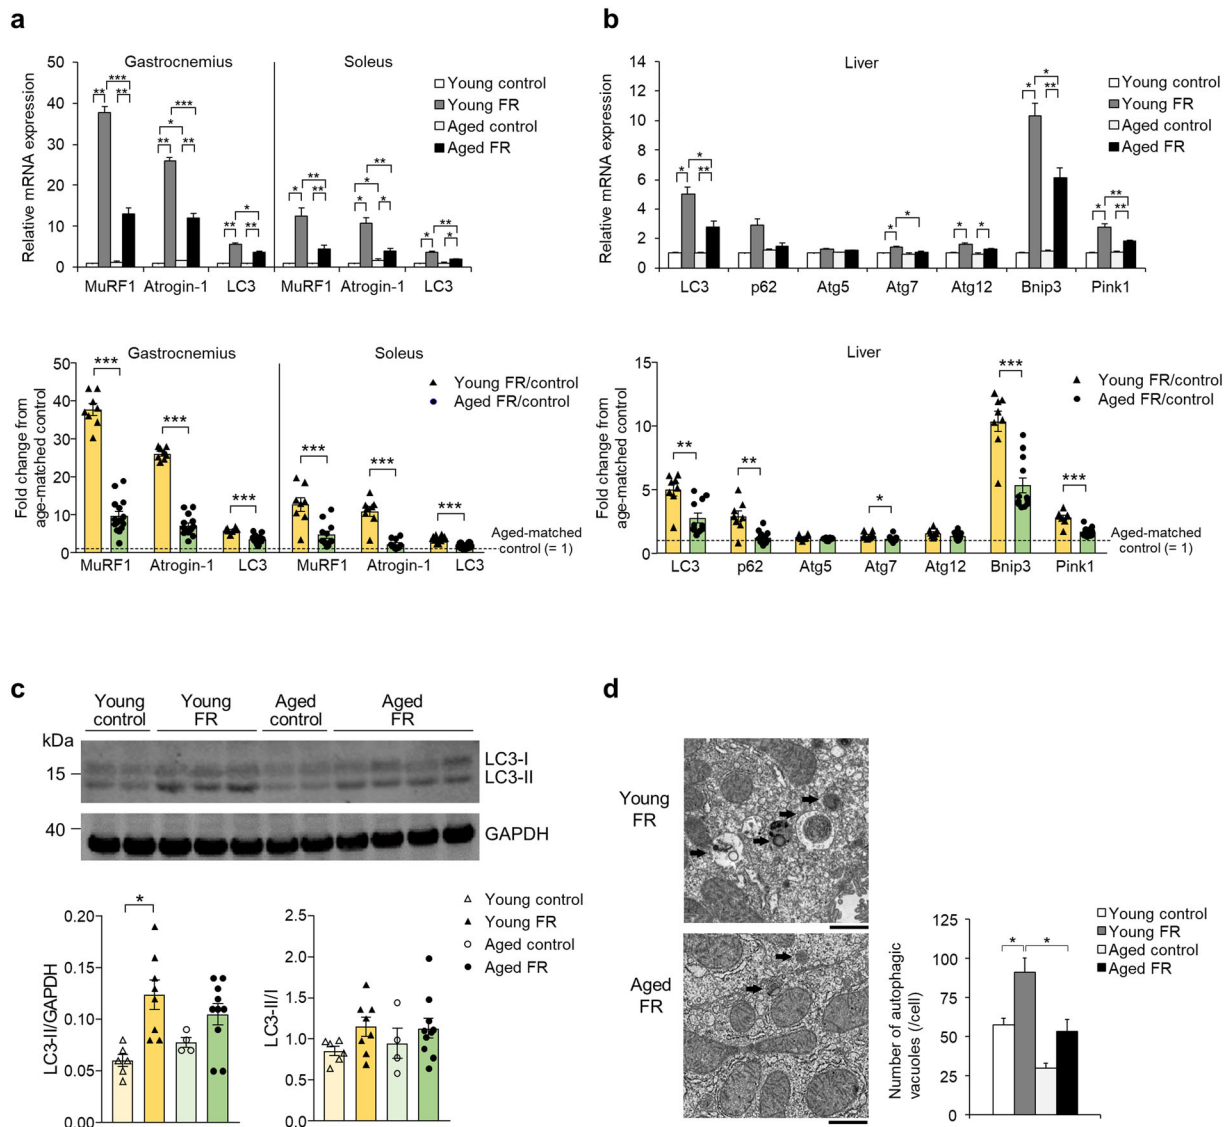 a
Gastrocnemius
Soleus
Relative mRNA expression
50
40
30
20
10
0
*** ** ** *** * ** ** * ** **
** * ** ** * * * ** * *
Young control
Young FR
Aged control
Aged FR
MuRF1 Atrogin-1 LC3 MuRF1 Atrogin-1 LC3
Gastrocnemius
Soleus
Fold change from
age-matched control
50
40
30
20
10
0
*** *** *** *** *** ***
Young FR/control
Aged FR/control
Aged-matched
control (= 1)
MuRF1 Atrogin-1 LC3 MuRF1 Atrogin-1 LC3
b
Liver
Relative mRNA expression
14
12
10
8
6
4
2
0
* * ** * * * * * * ** ** * **
Young control
Young FR
Aged control
Aged FR
LC3 p62 Atg5 Atg7 Atg12 Bnip3 Pink1
Liver
Fold change from
age-matched control
15
10
5
0
** ** * *** ***
Young FR/control
Aged FR/control
Aged-matched
control (= 1)
LC3 p62 Atg5 Atg7 Atg12 Bnip3 Pink1
c
Young
control
Young
FR
Aged
control
Aged
FR
kDa
15
LC3-I
LC3-II
40
GAPDH
LC3-II/GAPDH
0.20
0.15
0.10
0.05
0.00
*
LC3-II/I
2.5
2.0
1.5
1.0
0.5
0.0
Young control
Young FR
Aged control
Aged FR
d
Young
FR
Aged
FR
Number of autophagic
vacuoles (/cell)
125
100
75
50
25
0
* *
Young control
Young FR
Aged control
Aged FR